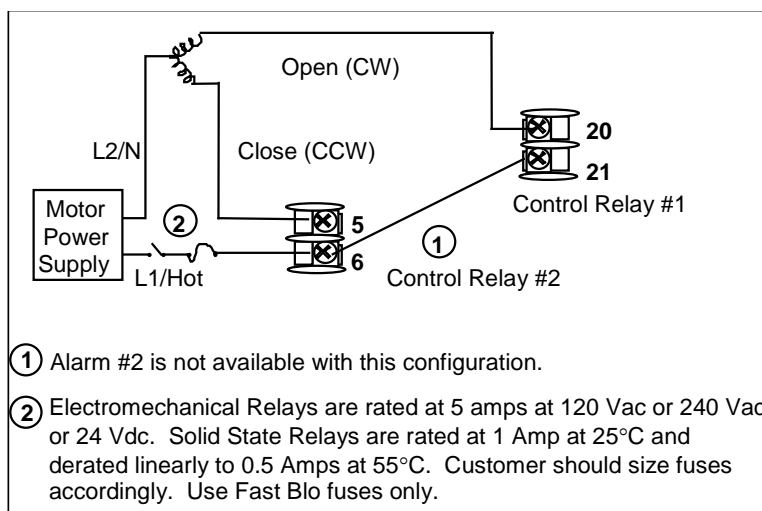 Open (CW)
20
L2/N
Close (CCW)
21
Control Relay #1
Motor
Power
Supply
2
5
L1/Hot
6
1
Control Relay #2
1 Alarm #2 is not available with this configuration.
2 Electromechanical Relays are rated at 5 amps at 120 Vac or 240 Vac
or 24 Vdc.  Solid State Relays are rated at 1 Amp at 25°C and
derated linearly to 0.5 Amps at 55°C.  Customer should size fuses
accordingly.  Use Fast Blo fuses only.